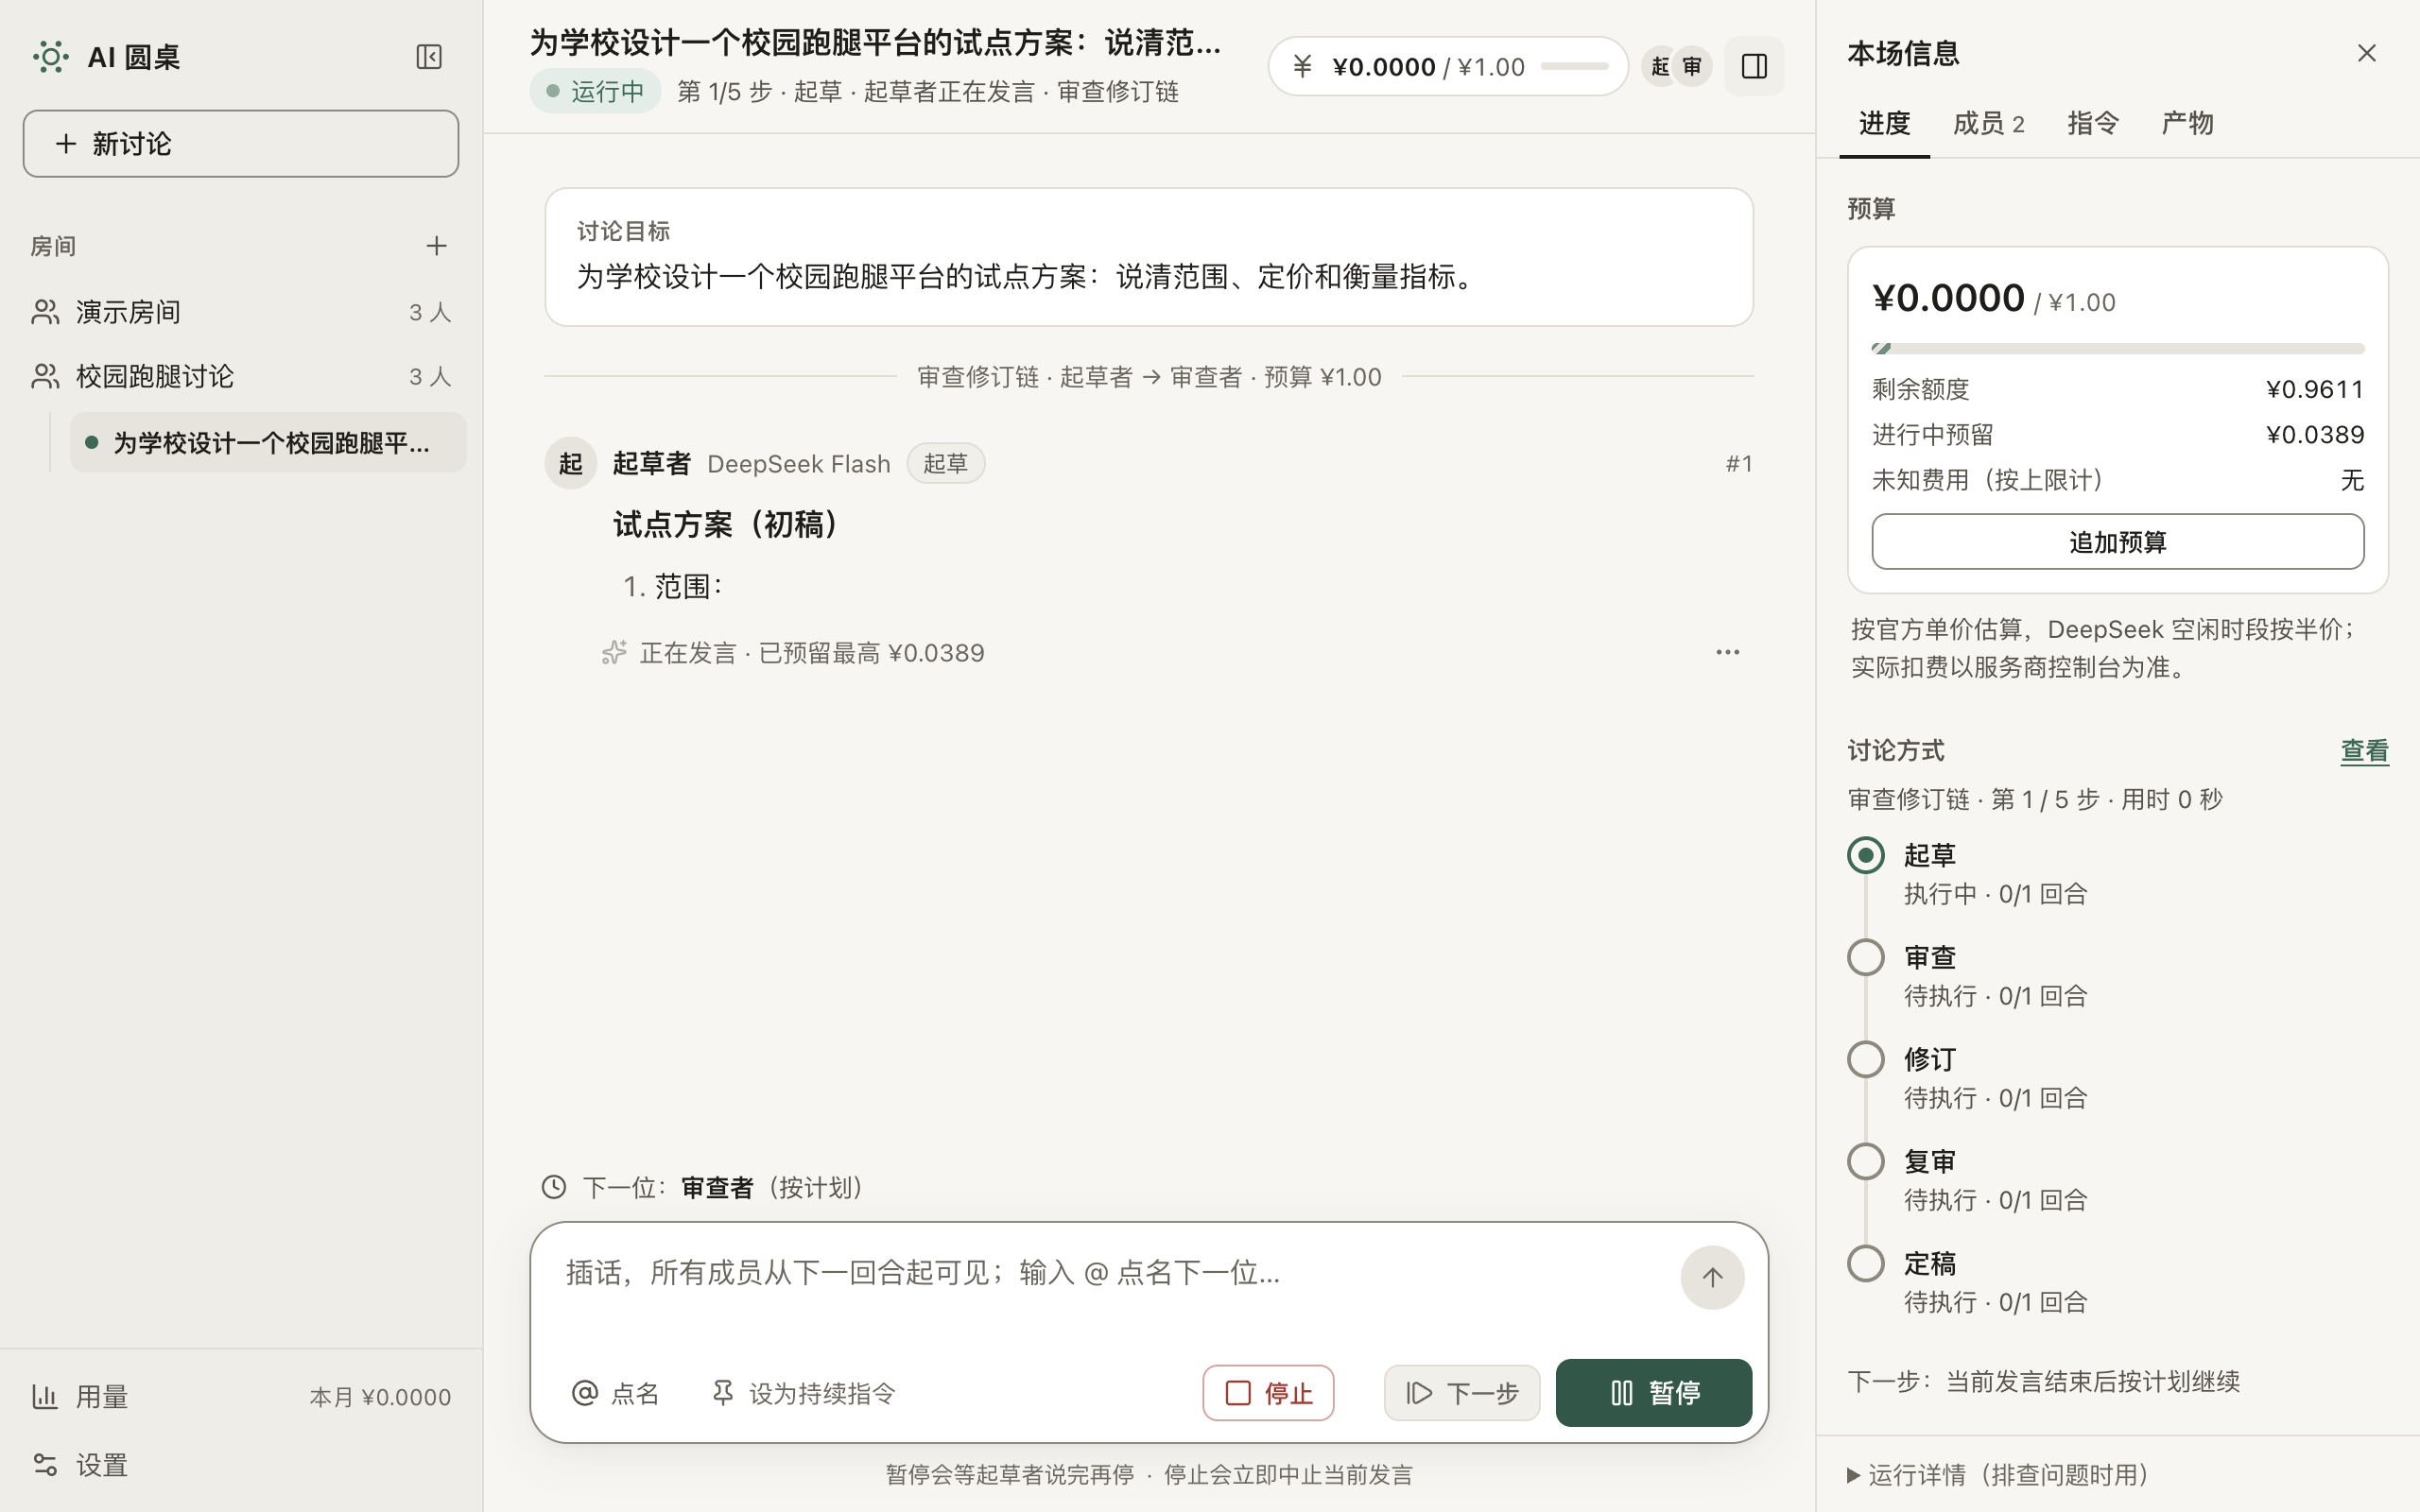 AI 圆桌
新讨论
房间
演示房间 3 人
校园跑腿讨论 3 人
为学校设计一个校园跑腿平...
用量 本月 ¥0.0000
设置
为学校设计一个校园跑腿平台的试点方案：说清范...
运行中 第 1/5 步 · 起草 · 起草者正在发言 · 审查修订链
¥ ¥0.0000 / ¥1.00
起 审
讨论目标
为学校设计一个校园跑腿平台的试点方案：说清范围、定价和衡量指标。
审查修订链 · 起草者 → 审查者 · 预算 ¥1.00
起 起草者 DeepSeek Flash 起草 #1
试点方案（初稿）
1. 范围：
正在发言 · 已预留最高 ¥0.0389
下一位：审查者（按计划）
插话，所有成员从下一回合起可见；输入 @ 点名下一位...
@ 点名 设为持续指令 停止 下一步 暂停
暂停会等起草者说完再停 · 停止会立即中止当前发言
本场信息
进度 成员 2 指令 产物
预算
¥0.0000 / ¥1.00
剩余额度 ¥0.9611
进行中预留 ¥0.0389
未知费用（按上限计） 无
追加预算
按官方单价估算，DeepSeek 空闲时段按半价；
实际扣费以服务商控制台为准。
讨论方式 查看
审查修订链 · 第 1 / 5 步 · 用时 0 秒
起草
执行中 · 0/1 回合
审查
待执行 · 0/1 回合
修订
待执行 · 0/1 回合
复审
待执行 · 0/1 回合
定稿
待执行 · 0/1 回合
下一步：当前发言结束后按计划继续
运行详情（排查问题时用）